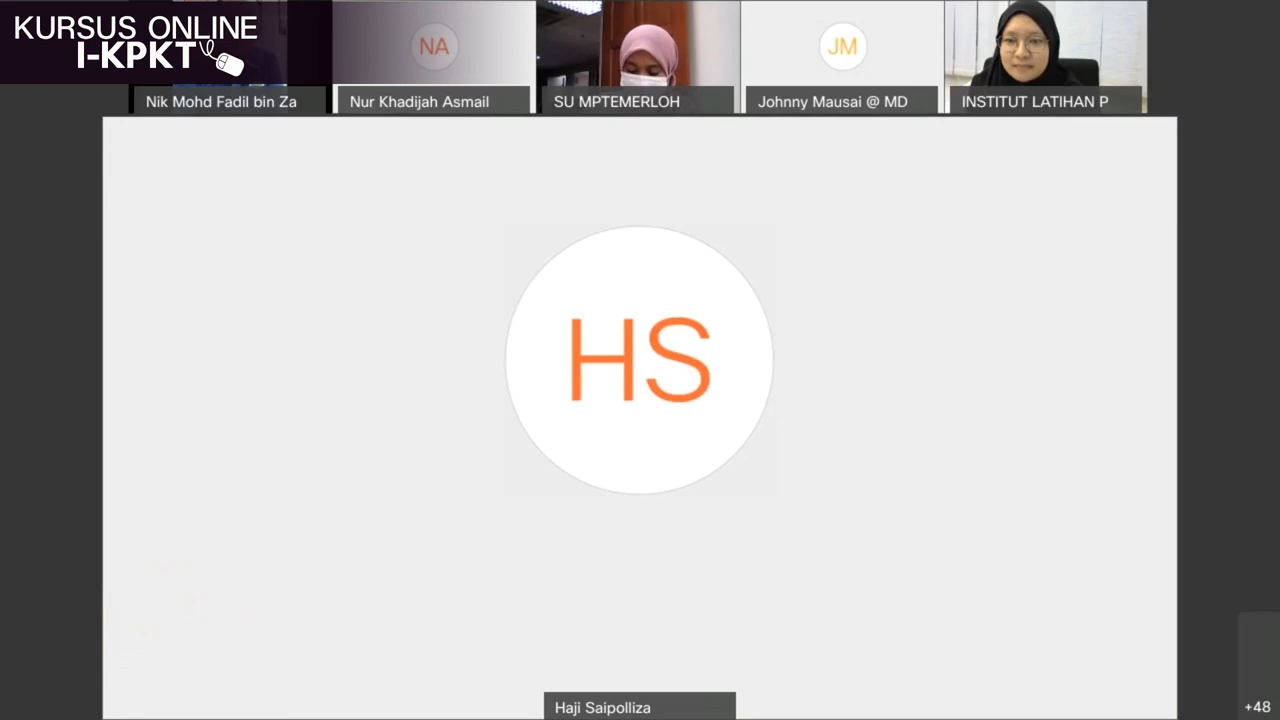 KURSUS ONLINE
I-KPKT
NA
JM
Nik Mohd Fadil bin Za
Nur Khadijah Asmail
SU MPTEMERLOH
Johnny Mausai @ MD
INSTITUT LATIHAN P
HS
Haji Saipolliza
+48